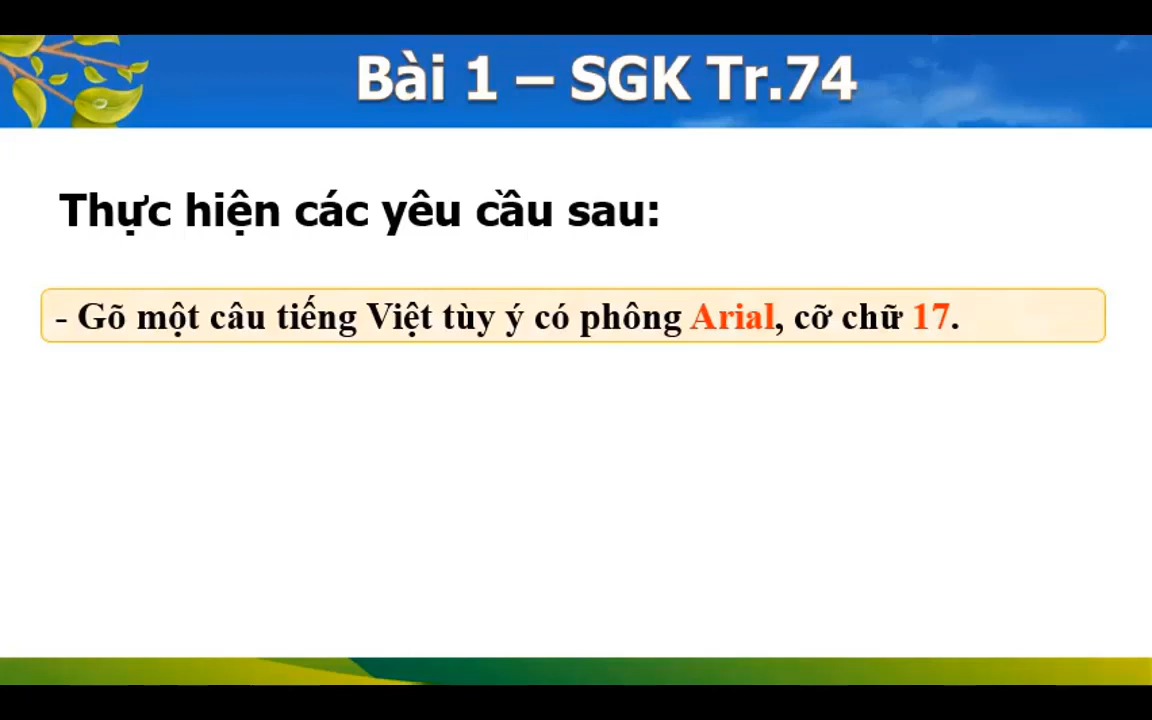 Bài 1 – SGK Tr.74
Thực hiện các yêu cầu sau:
- Gõ một câu tiếng Việt tùy ý có phông Arial, cỡ chữ 17.